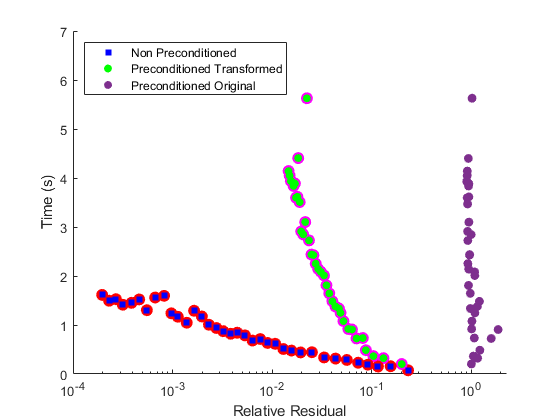 7
6
5
4
3
2
1
0
Time (s)
Non Preconditioned
Preconditioned Transformed
Preconditioned Original
10^-4 10^-3 10^-2 10^-1 10^0
Relative Residual